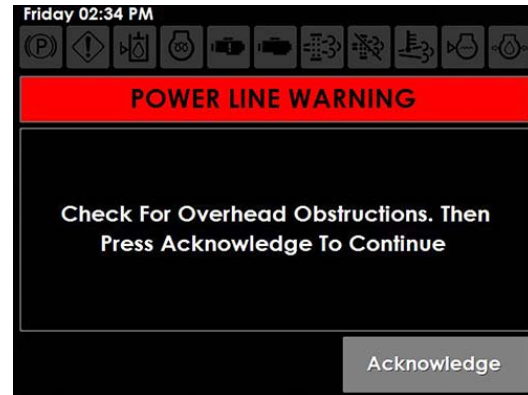 Friday 02:34 PM
POWER LINE WARNING
Check For Overhead Obstructions. Then
Press Acknowledge To Continue
Acknowledge